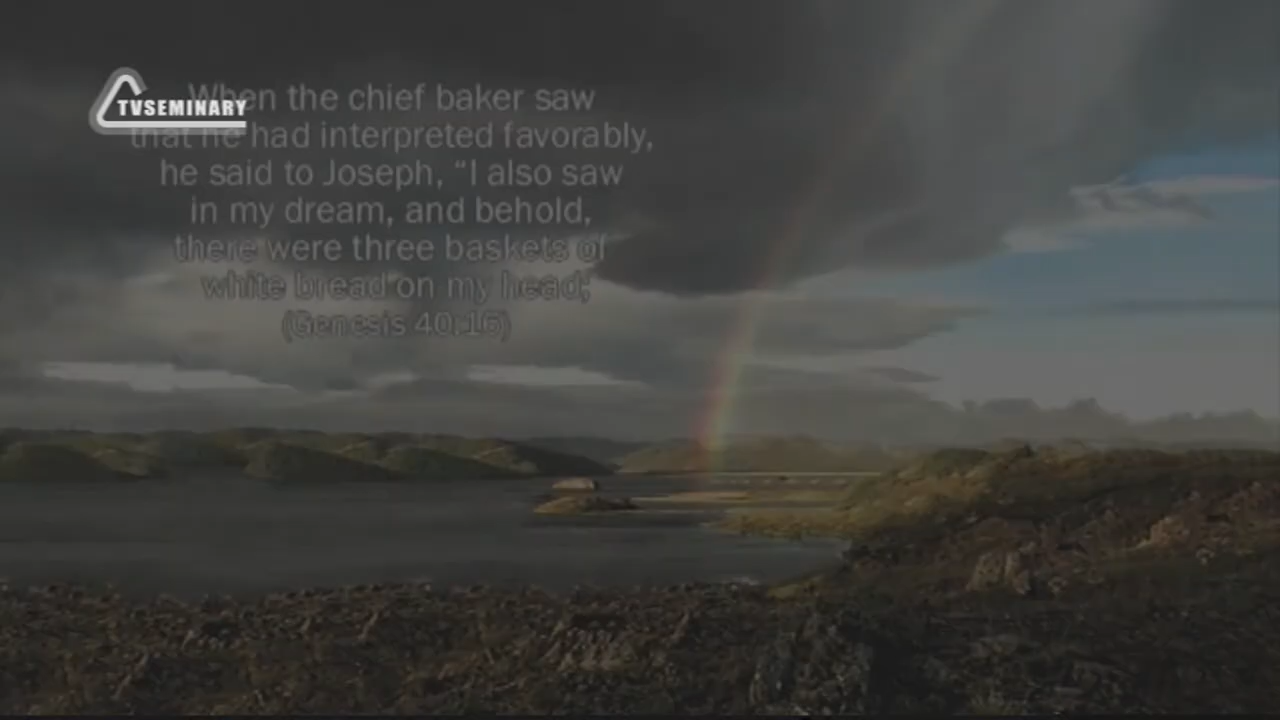 TVSEMINARY
When the chief baker saw
that he had interpreted favorably,
he said to Joseph, “I also saw
in my dream, and behold,
there were three baskets of
white bread on my head;
(Genesis 40:16)